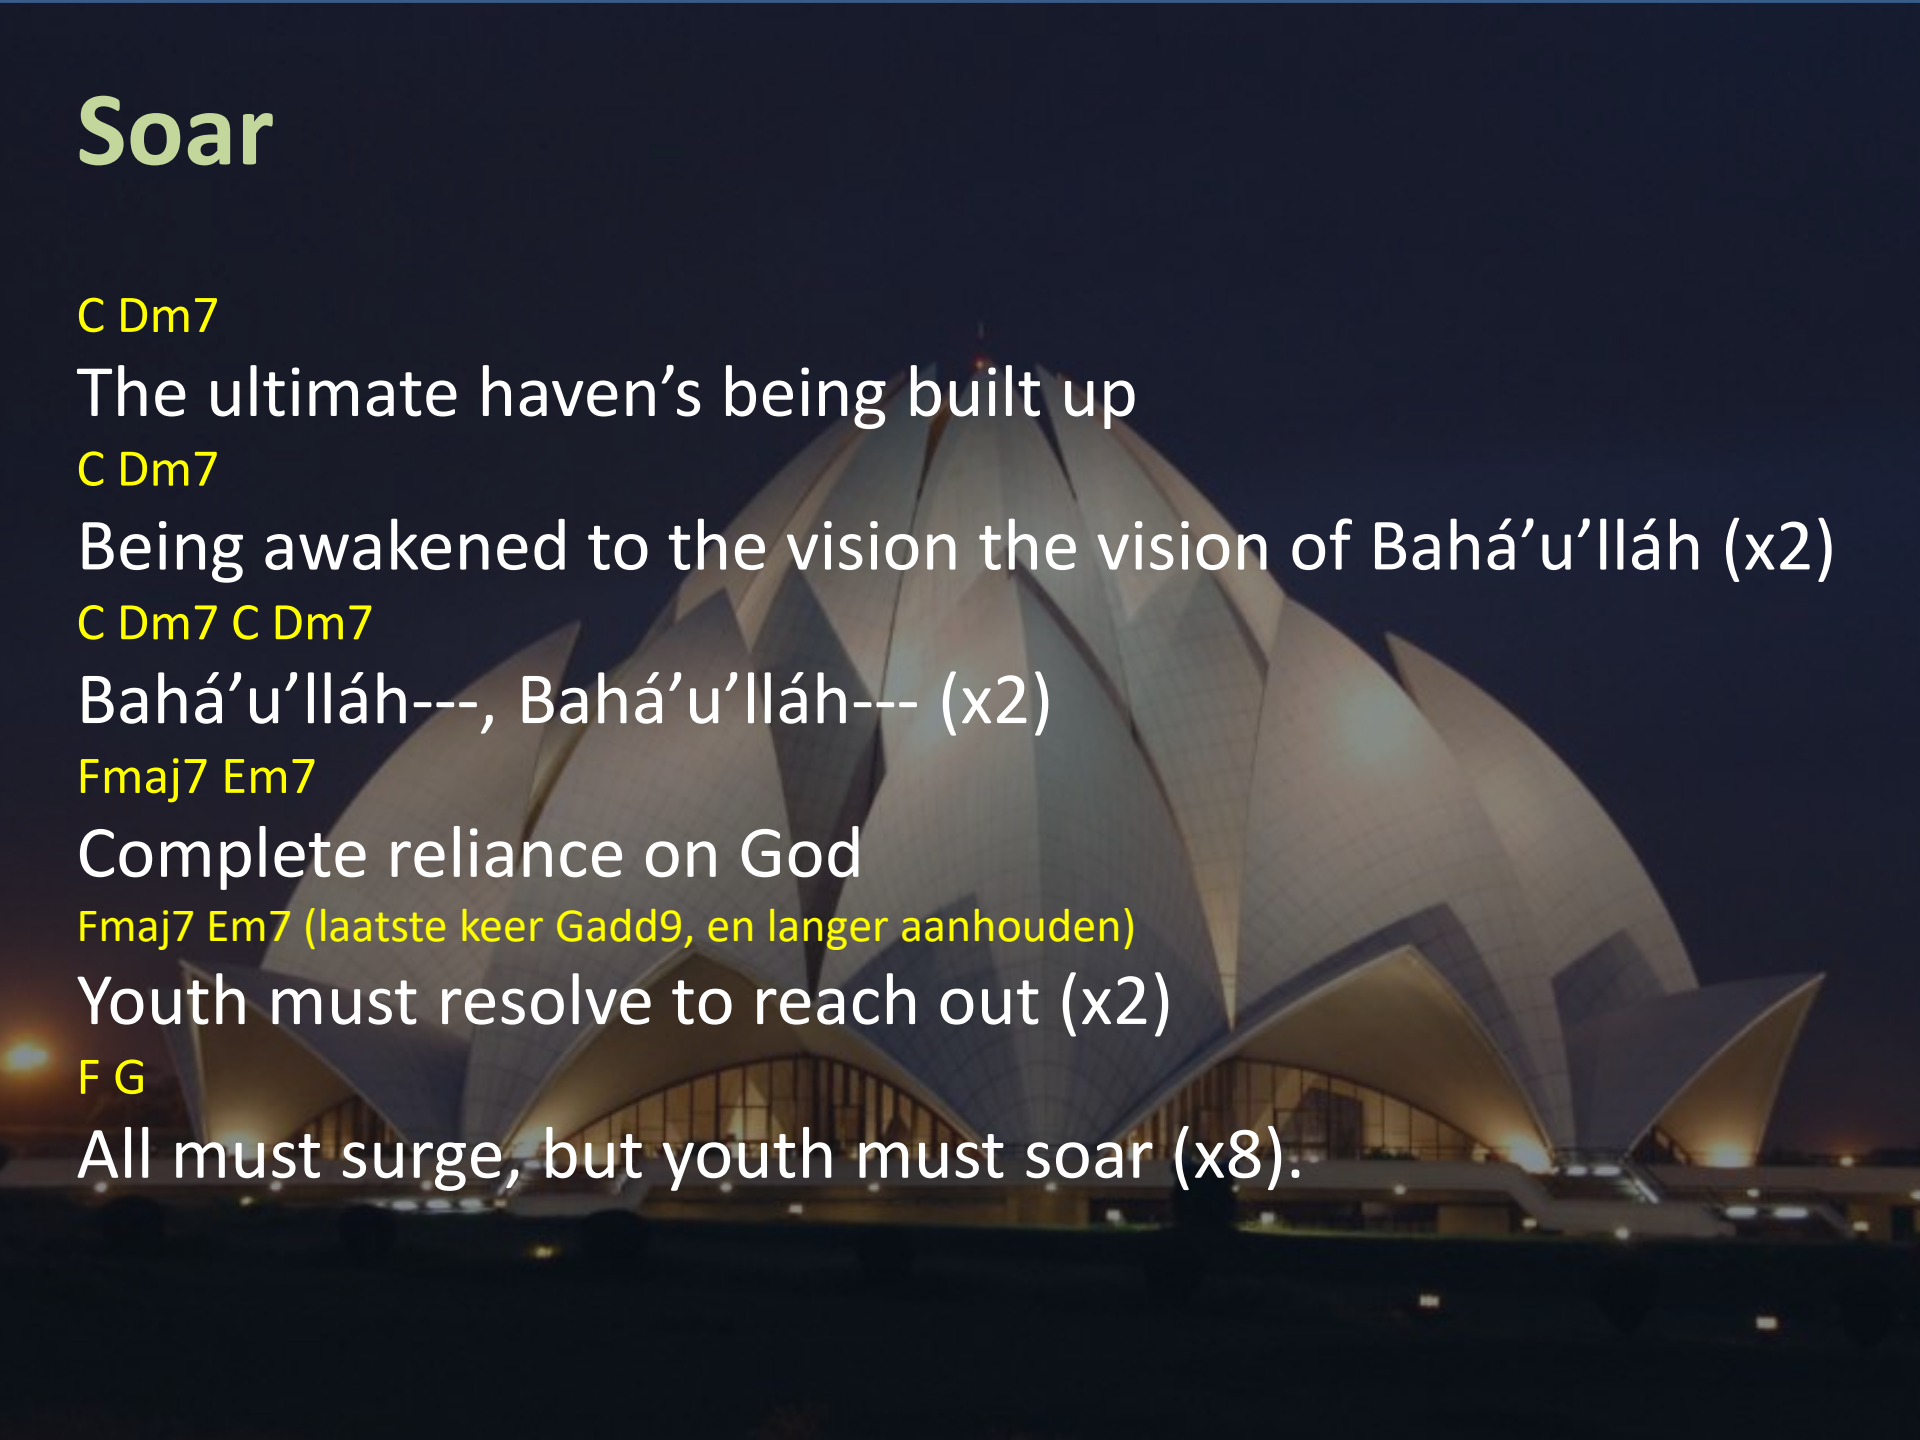 Soar
C Dm7
The ultimate haven’s being built up
C Dm7
Being awakened to the vision the vision of Bahá’u’lláh (x2)
C Dm7 C Dm7
Bahá’u’lláh---, Bahá’u’lláh--- (x2)
Fmaj7 Em7
Complete reliance on God
Fmaj7 Em7 (laatste keer Gadd9, en langer aanhouden)
Youth must resolve to reach out (x2)
F G
All must surge, but youth must soar (x8).